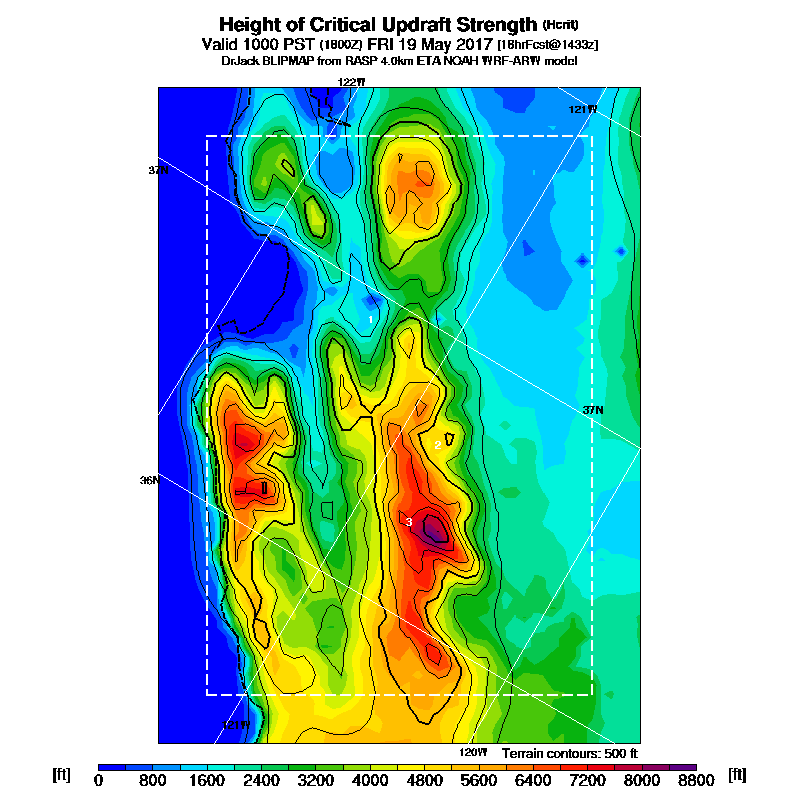 Height of Critical Updraft Strength (Hcrit)
Valid 1000 PST (1800Z) FRI 19 May 2017 [18hrFcst@1433z]
DrJack BLIPMAP from RASP 4.0km ETA NOAH WRF-ARW model
122W
121W
37N
1
37N
2
36N
3
121W
120W
Terrain contours: 500 ft
[ft] 0 800 1600 2400 3200 4000 4800 5600 6400 7200 8000 8800 [ft]